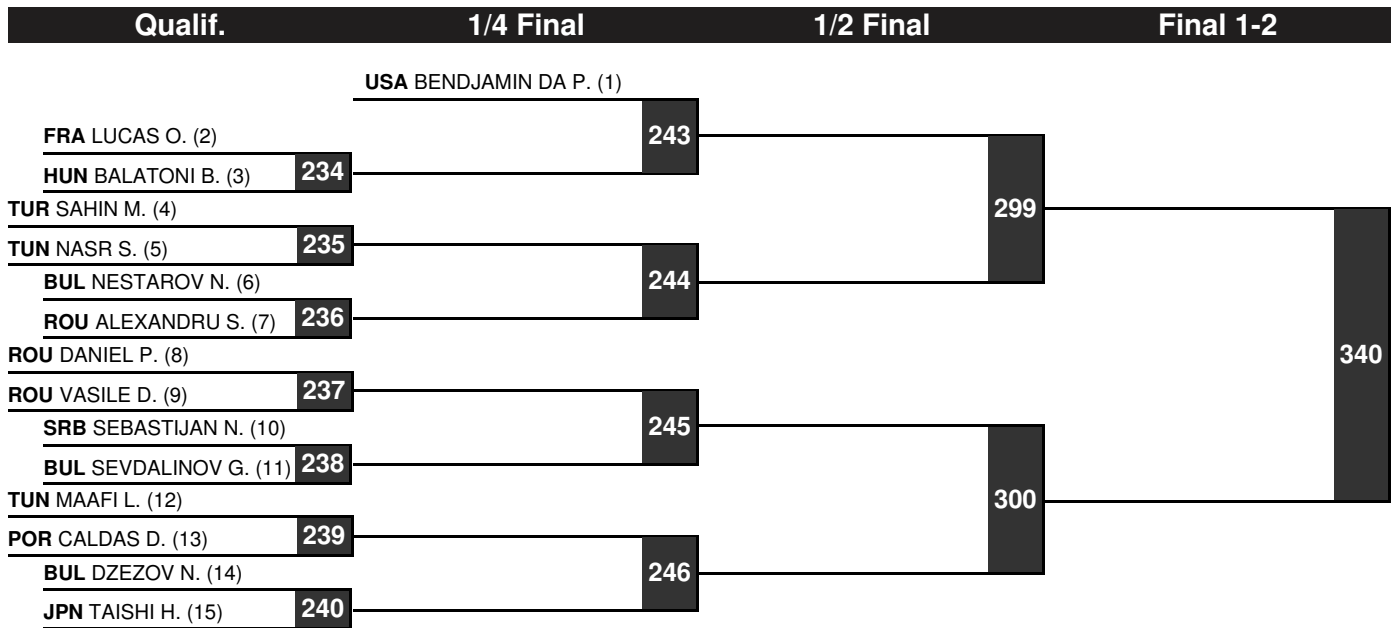 Qualif. 1/4 Final 1/2 Final Final 1-2
USA BENDJAMIN DA P. (1)
FRA LUCAS O. (2)
243
HUN BALATONI B. (3) 234
TUR SAHIN M. (4)
299
TUN NASR S. (5) 235
BUL NESTAROV N. (6)
244
ROU ALEXANDRU S. (7) 236
ROU DANIEL P. (8)
340
ROU VASILE D. (9) 237
SRB SEBASTIJAN N. (10)
245
BUL SEVDALINOV G. (11) 238
TUN MAAFI L. (12)
300
POR CALDAS D. (13) 239
BUL DZEZOV N. (14)
246
JPN TAISHI H. (15) 240